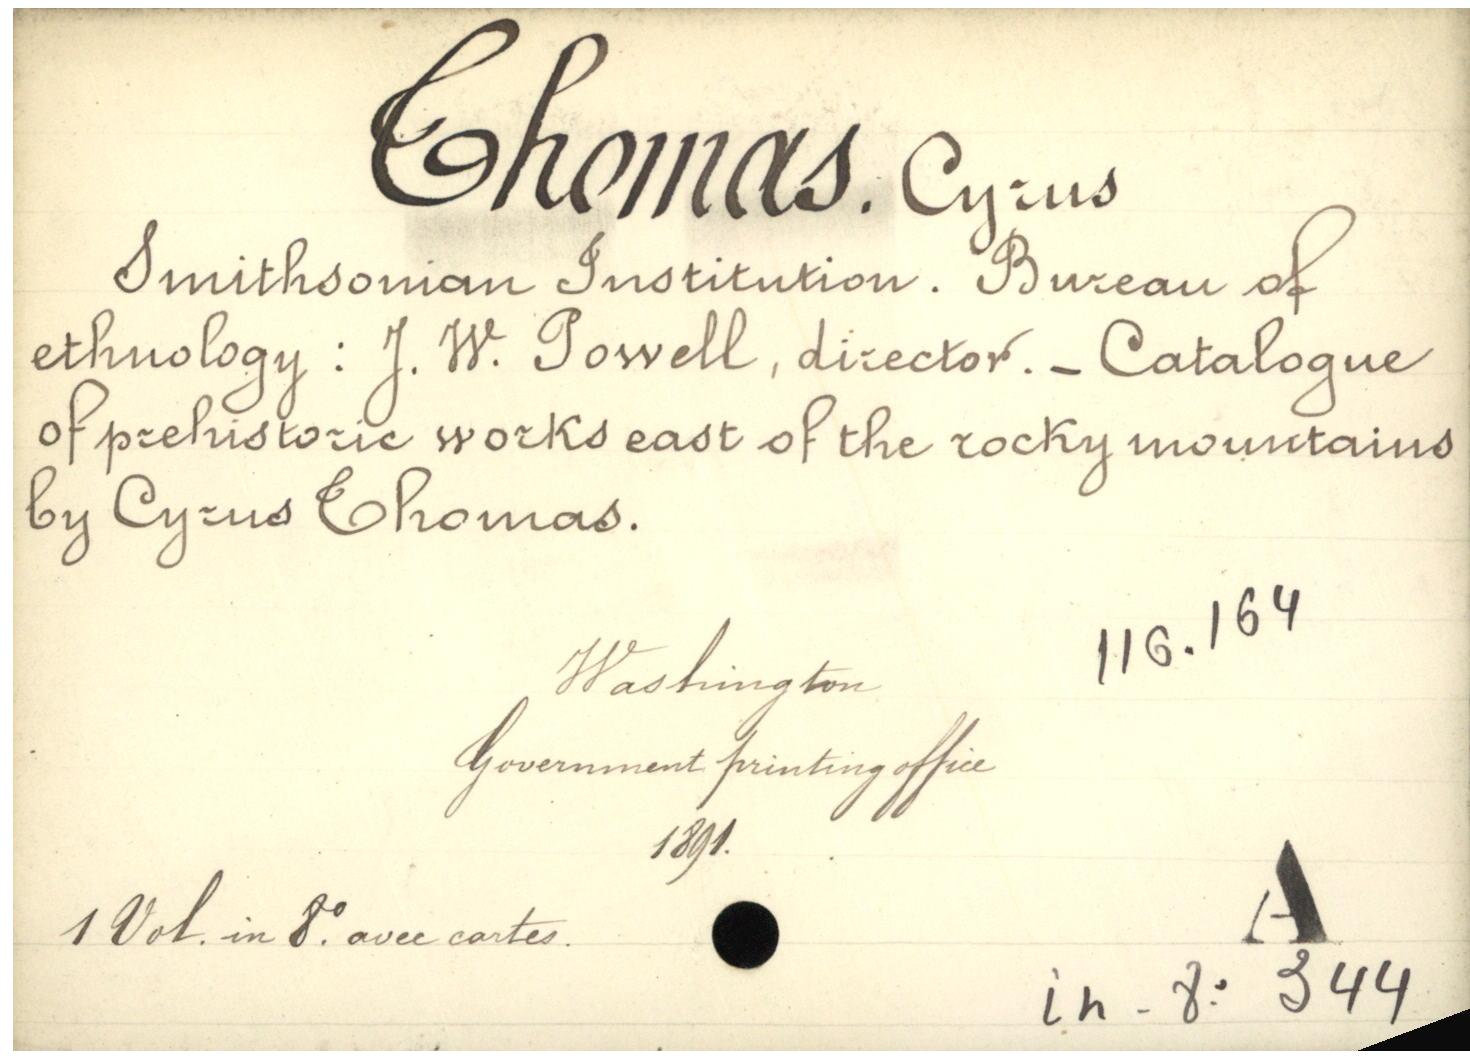 Thomas. Cyrus
Smithsonian Institution. Bureau of
ethnology : J. W. Powell, director. - Catalogue
of prehistoric works east of the rocky mountains
by Cyrus Thomas.
116.164
Washington
Government printing office
1891.
1 Vol. in 8.° avec cartes.
A
in - 8.° 344